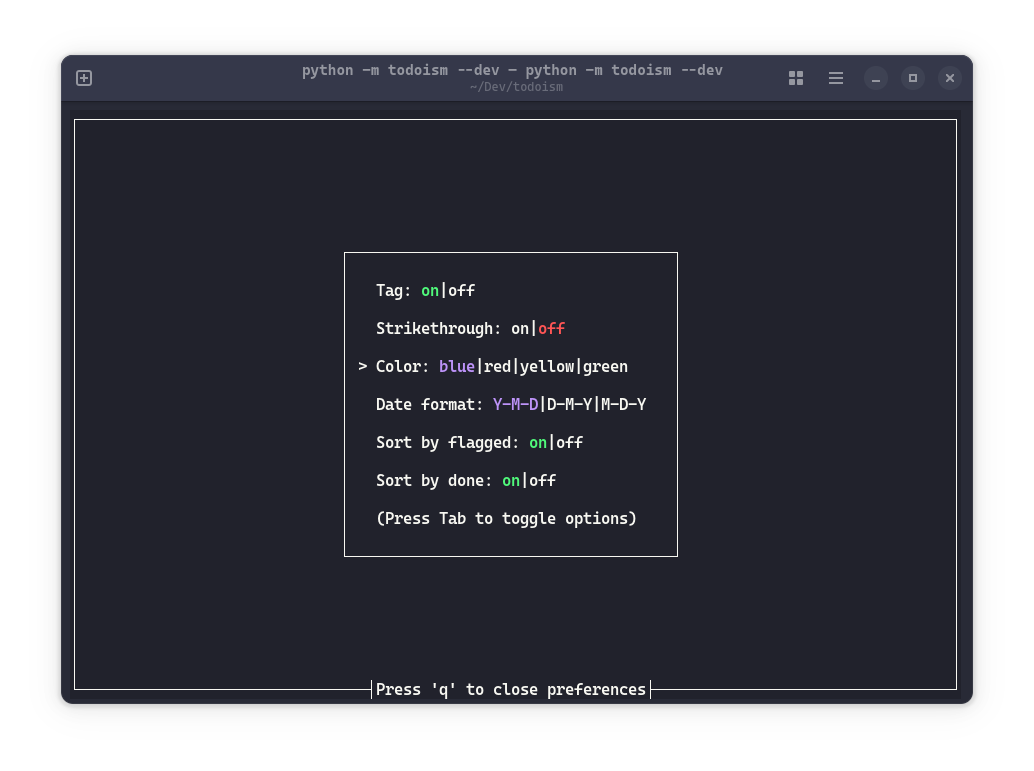 python -m todoism --dev — python -m todoism --dev
~/Dev/todoism
Tag: on|off
Strikethrough: on|off
> Color: blue|red|yellow|green
Date format: Y-M-D|D-M-Y|M-D-Y
Sort by flagged: on|off
Sort by done: on|off
(Press Tab to toggle options)
Press 'q' to close preferences